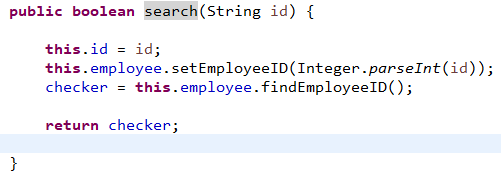 public boolean search(String id) {
this.id = id;
this.employee.setEmployeeID(Integer.parseInt(id));
checker = this.employee.findEmployeeID();
return checker;
}